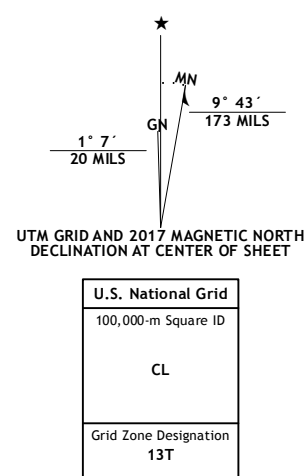 ★
MN
9° 43´
173 MILS
GN
1° 7´
20 MILS
UTM GRID AND 2017 MAGNETIC NORTH
DECLINATION AT CENTER OF SHEET
U.S. National Grid
100,000-m Square ID
CL
Grid Zone Designation
13T